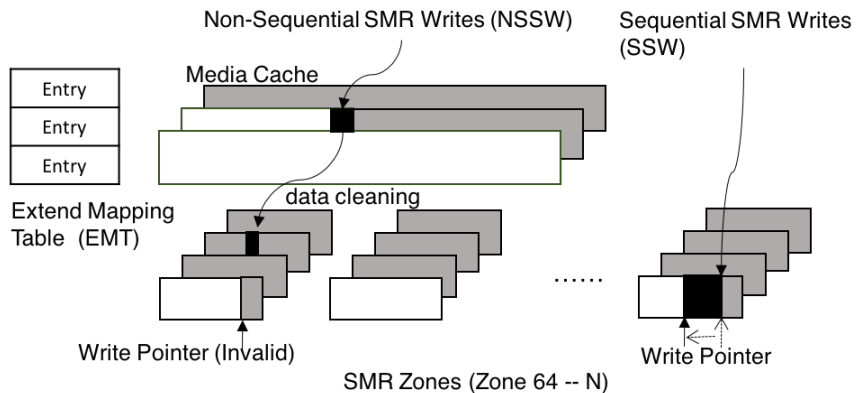 Non-Sequential SMR Writes (NSSW)
Sequential SMR Writes
(SSW)
Media Cache
Entry
Entry
Entry
Extend Mapping
Table (EMT)
data cleaning
......
Write Pointer (Invalid)
Write Pointer
SMR Zones (Zone 64 -- N)